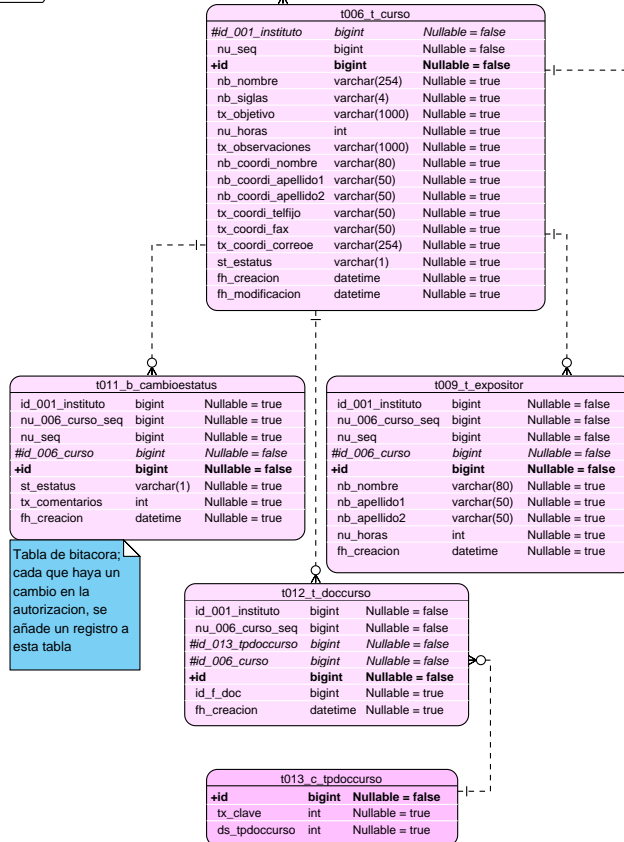 t006_t_curso
#id_001_instituto bigint Nullable = false
nu_seq bigint Nullable = false
+id bigint Nullable = false
nb_nombre varchar(254) Nullable = true
nb_siglas varchar(4) Nullable = true
tx_objetivo varchar(1000) Nullable = true
nu_horas int Nullable = true
tx_observaciones varchar(1000) Nullable = true
nb_coordi_nombre varchar(80) Nullable = true
nb_coordi_apellido1 varchar(50) Nullable = true
nb_coordi_apellido2 varchar(50) Nullable = true
tx_coordi_telfijo varchar(50) Nullable = true
tx_coordi_fax varchar(50) Nullable = true
tx_coordi_correoe varchar(254) Nullable = true
st_estatus varchar(1) Nullable = true
fh_creacion datetime Nullable = true
fh_modificacion datetime Nullable = true
t011_b_cambioestatus
id_001_instituto bigint Nullable = true
nu_006_curso_seq bigint Nullable = true
nu_seq bigint Nullable = true
#id_006_curso bigint Nullable = false
+id bigint Nullable = false
st_estatus varchar(1) Nullable = true
tx_comentarios int Nullable = true
fh_creacion datetime Nullable = true
t009_t_expositor
id_001_instituto bigint Nullable = false
nu_006_curso_seq bigint Nullable = false
nu_seq bigint Nullable = false
#id_006_curso bigint Nullable = false
+id bigint Nullable = false
nb_nombre varchar(80) Nullable = true
nb_apellido1 varchar(50) Nullable = true
nb_apellido2 varchar(50) Nullable = true
nu_horas int Nullable = true
fh_creacion datetime Nullable = true
Tabla de bitacora;
cada que haya un
cambio en la
autorizacion, se
añade un registro a
esta tabla
t012_t_doccurso
id_001_instituto bigint Nullable = false
nu_006_curso_seq bigint Nullable = false
#id_013_tpdoccurso bigint Nullable = false
#id_006_curso bigint Nullable = false
+id bigint Nullable = false
id_f_doc bigint Nullable = true
fh_creacion datetime Nullable = true
t013_c_tpdoccurso
+id bigint Nullable = false
tx_clave int Nullable = true
ds_tpdoccurso int Nullable = true